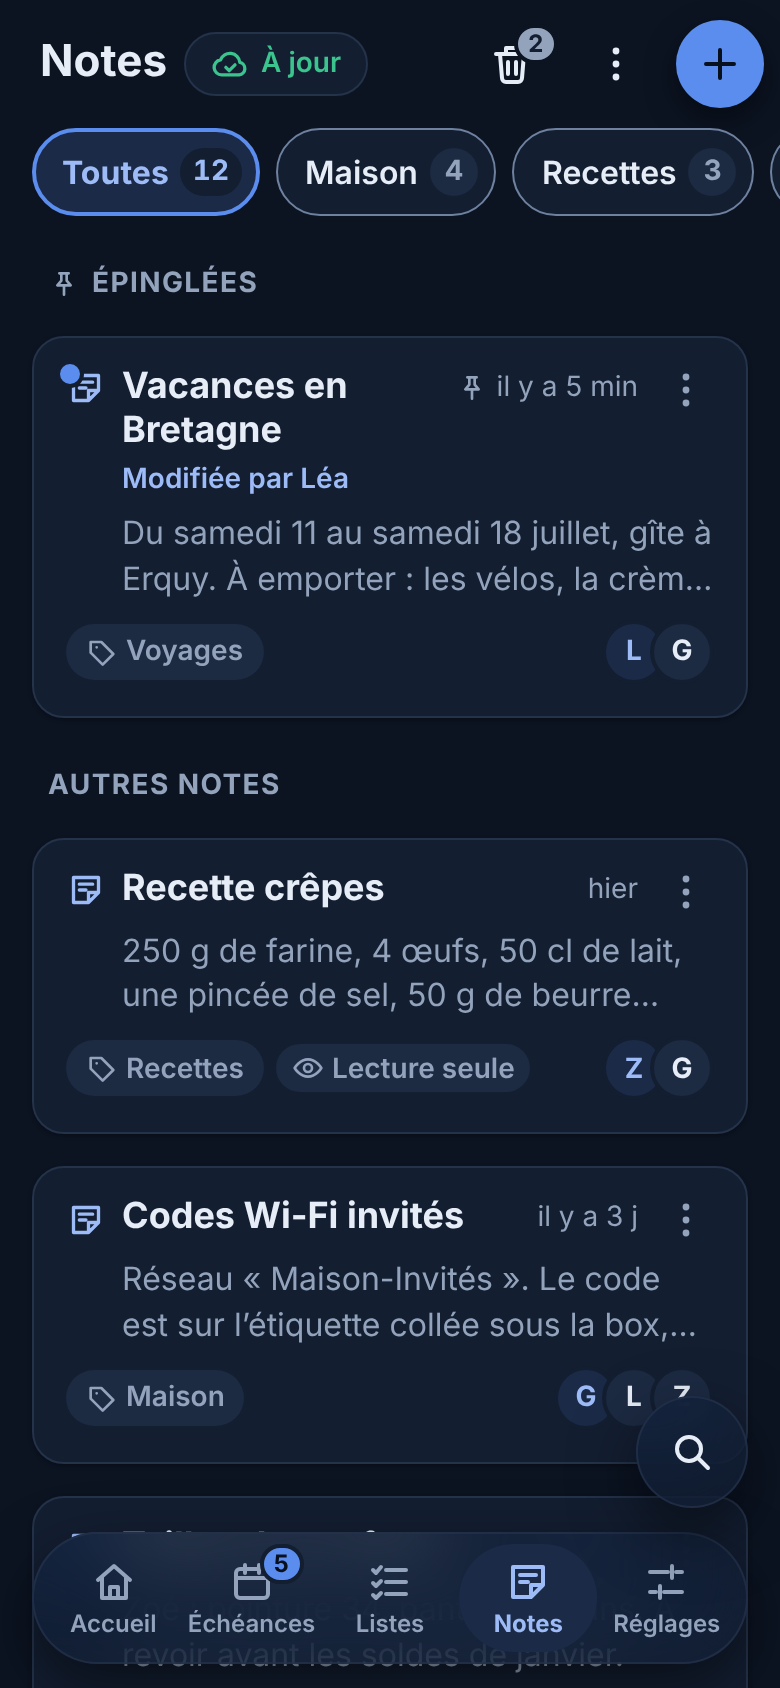 Notes À jour 2
Toutes 12 Maison 4 Recettes 3
ÉPINGLÉES
Vacances en il y a 5 min
Bretagne
Modifiée par Léa
Du samedi 11 au samedi 18 juillet, gîte à
Erquy. À emporter : les vélos, la crèm...
Voyages L G
AUTRES NOTES
Recette crêpes hier
250 g de farine, 4 œufs, 50 cl de lait,
une pincée de sel, 50 g de beurre...
Recettes Lecture seule Z G
Codes Wi-Fi invités il y a 3 j
Réseau « Maison-Invités ». Le code
est sur l’étiquette collée sous la box,...
Maison G L Z
5
Accueil Échéances Listes Notes Réglages
revoir avant les soldes de janvier.